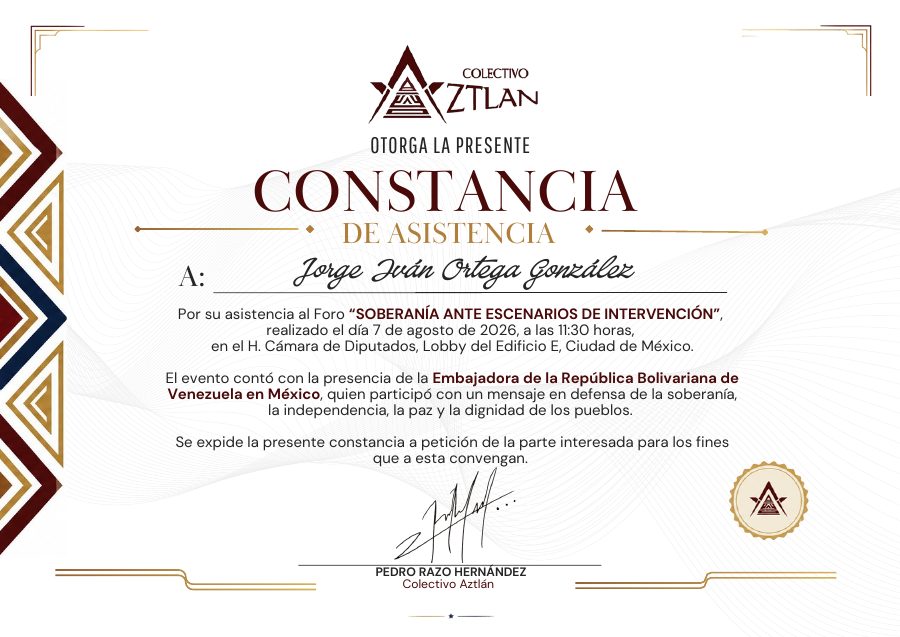 COLECTIVO
AZTLAN
OTORGA LA PRESENTE
CONSTANCIA
DE ASISTENCIA
A: Jorge Iván Ortega González
Por su asistencia al Foro “SOBERANÍA ANTE ESCENARIOS DE INTERVENCIÓN”,
realizado el día 7 de agosto de 2026, a las 11:30 horas,
en el H. Cámara de Diputados, Lobby del Edificio E, Ciudad de México.
El evento contó con la presencia de la Embajadora de la República Bolivariana de
Venezuela en México, quien participó con un mensaje en defensa de la soberanía,
la independencia, la paz y la dignidad de los pueblos.
Se expide la presente constancia a petición de la parte interesada para los fines
que a esta convengan.
PEDRO RAZO HERNÁNDEZ
Colectivo Aztlán